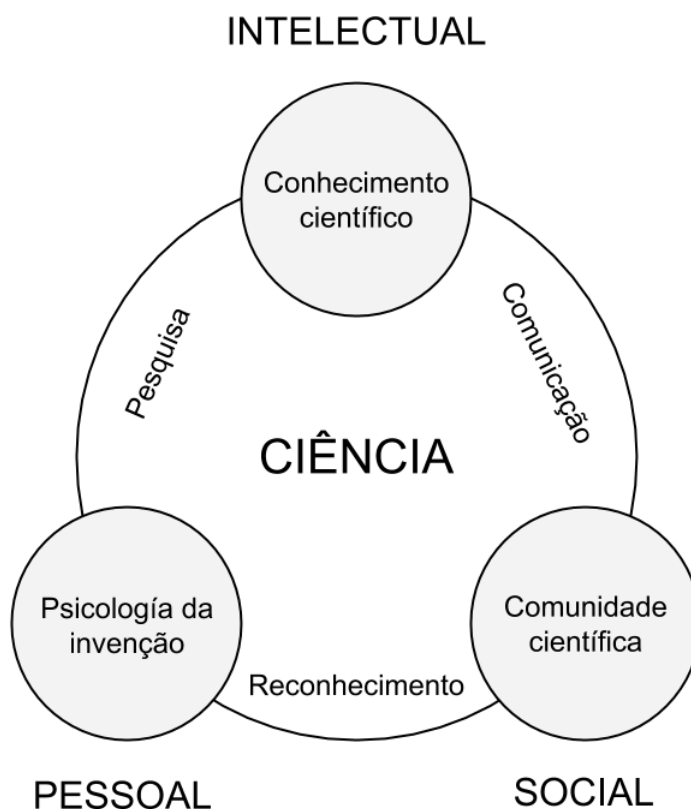 INTELECTUAL
Conhecimento
científico
Pesquisa
Comunicação
CIÊNCIA
Psicología da
invenção
Comunidade
científica
Reconhecimento
PESSOAL
SOCIAL